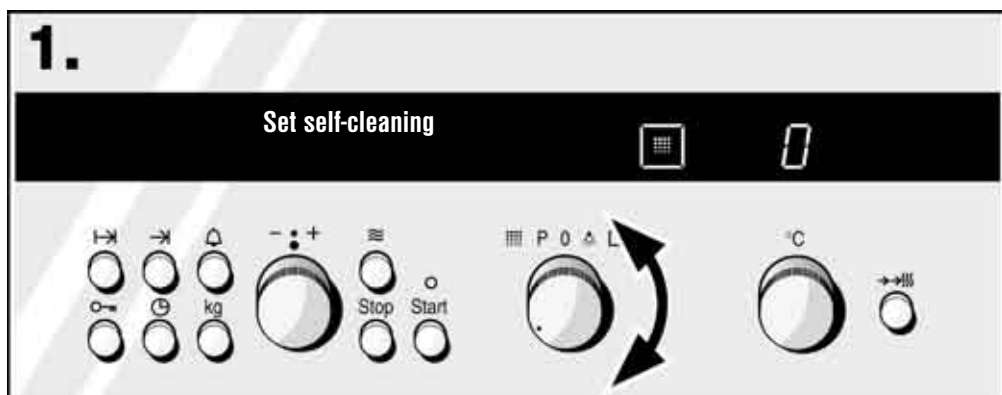 1.
Set self-cleaning
0
- +
P 0 L
°C
kg
Stop Start